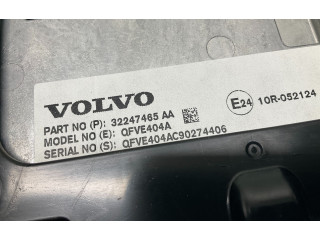 VOLVO
PART NO (P): 32247465 AA
MODEL NO (E): QFVE404A
SERIAL NO (S): QFVE404AC90274406
E24 10R-052124